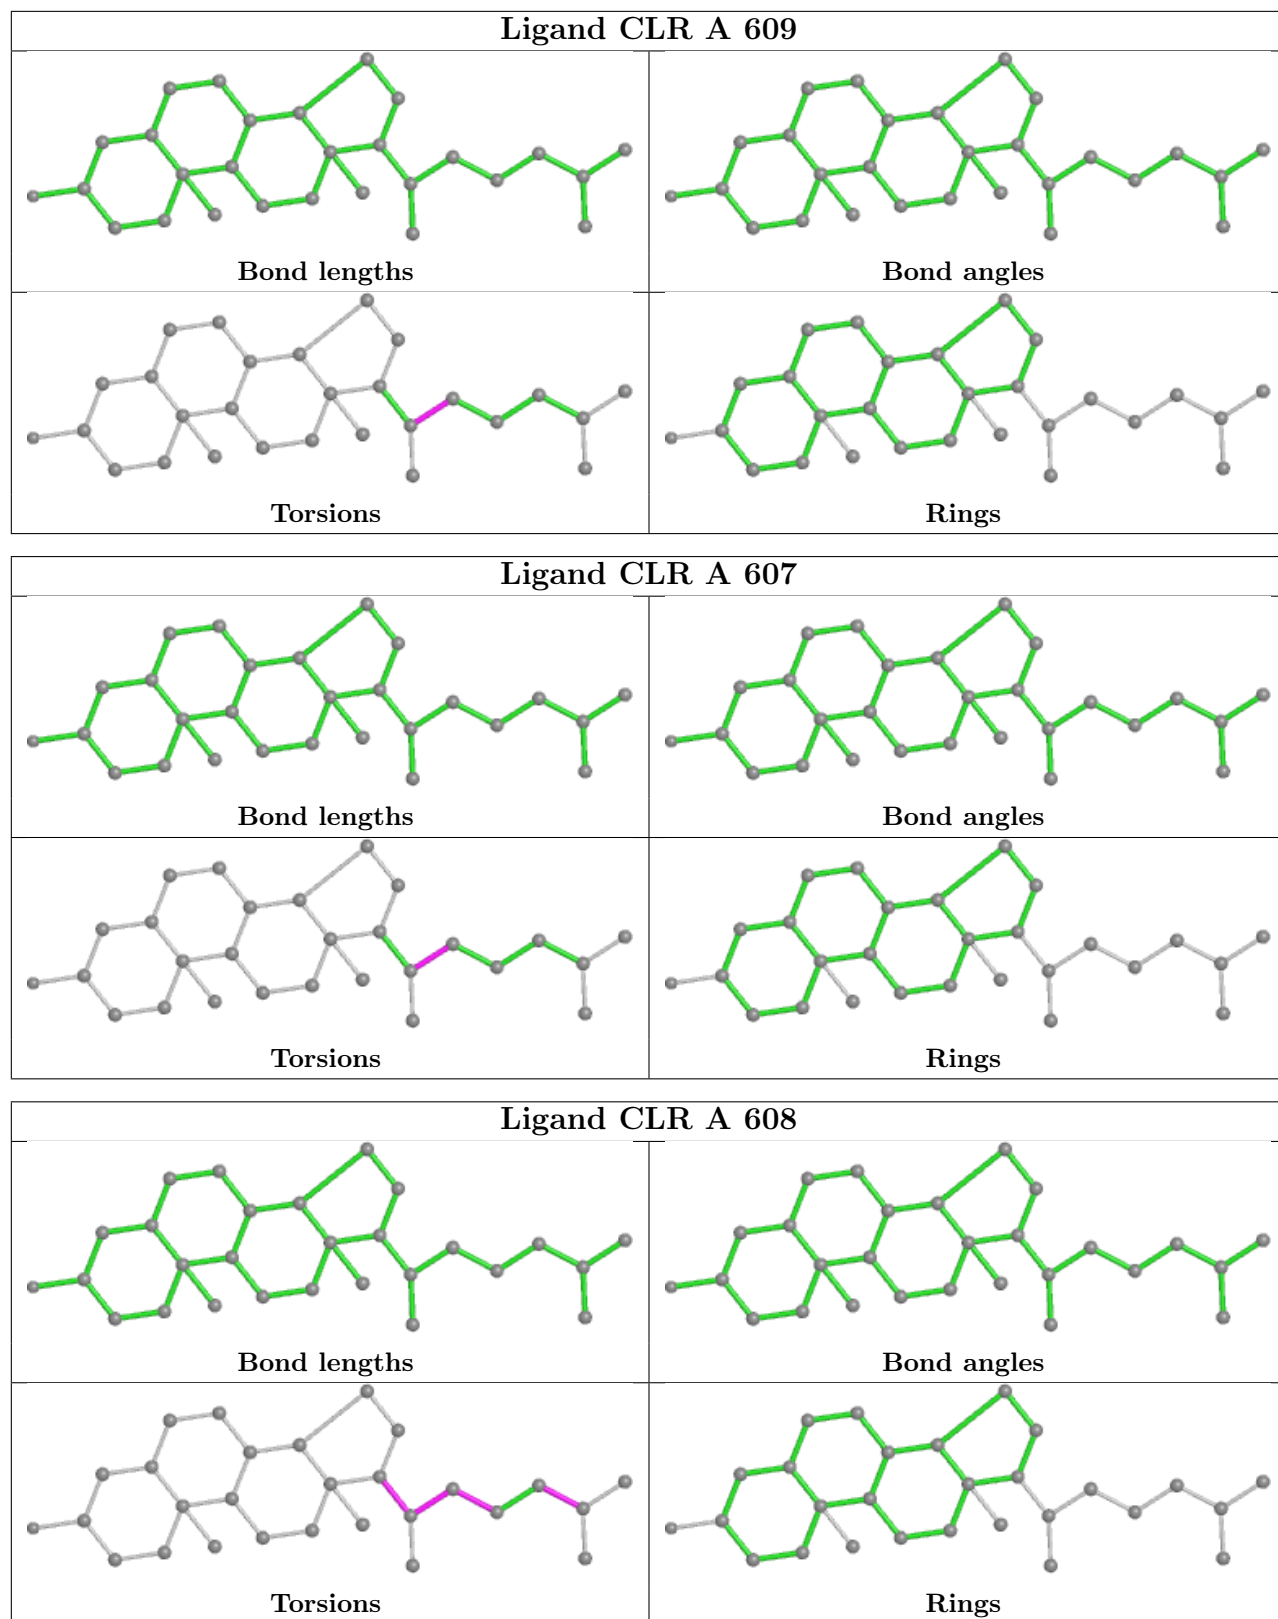 Ligand CLR A 609
Bond lengths
Bond angles
Torsions
Rings
Ligand CLR A 607
Bond lengths
Bond angles
Torsions
Rings
Ligand CLR A 608
Bond lengths
Bond angles
Torsions
Rings